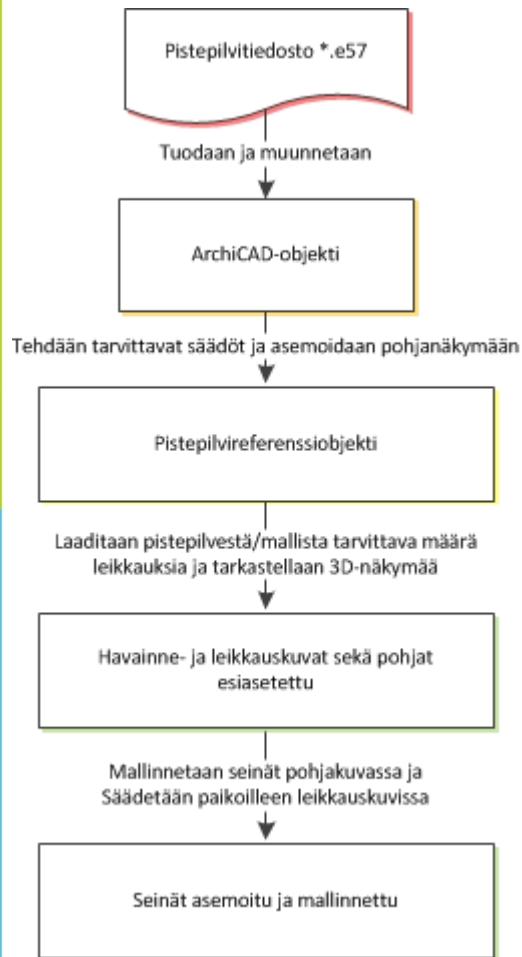 Pistepilvitiedosto *.e57
Tuodaan ja muunnetaan
ArchiCAD-objekti
Tehdään tarvittavat säädöt ja asemoidaan pohjanäkymään
Pistepilvireferenssiobjekti
Laaditaan pistepilvestä/mallista tarvittava määrä
leikkauksia ja tarkastellaan 3D-näkymää
Havainne- ja leikkauskuvat sekä pohjat
esiasetettu
Mallinnetaan seinät pohjakuvassa ja
Säädetään paikoilleen leikkauskuvissa
Seinät asemoitu ja mallinnettu